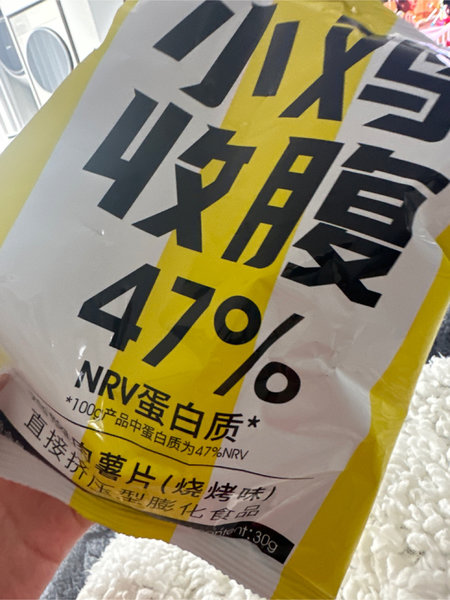 小鸡
收腹
47%
NRV蛋白质*
*100g产品中蛋白质为47%NRV
薯片(烧烤味)
直接挤压型膨化食品
:30g